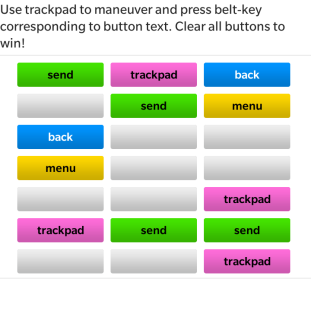 Use trackpad to maneuver and press belt-key
corresponding to button text. Clear all buttons to
win!
send trackpad back
send menu
back
menu
trackpad
trackpad send send
trackpad